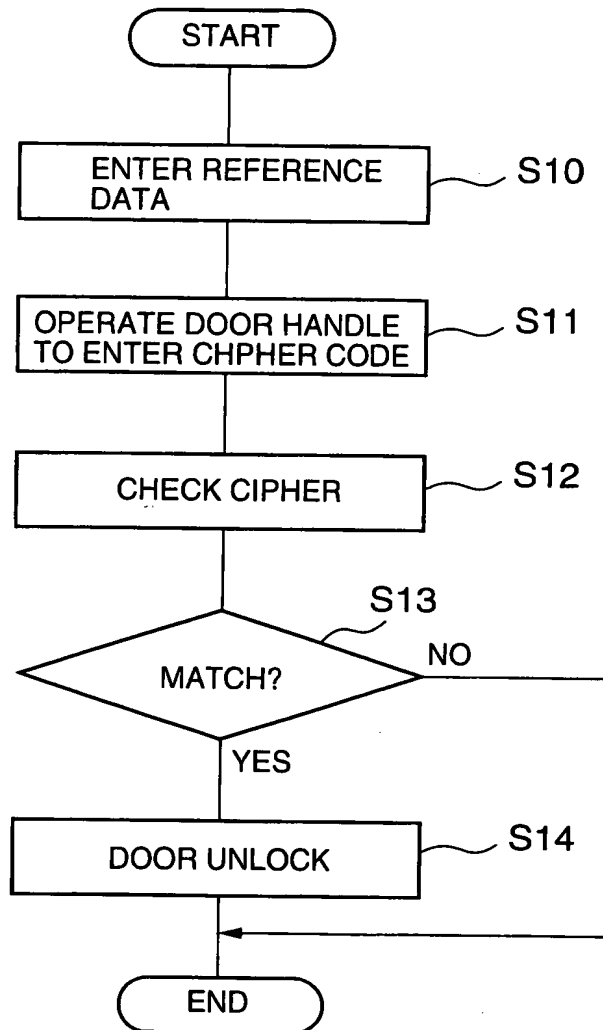 START
ENTER REFERENCE
DATA
S10
OPERATE DOOR HANDLE
TO ENTER CHPHER CODE
S11
CHECK CIPHER
S12
S13
MATCH?
NO
YES
DOOR UNLOCK
S14
END